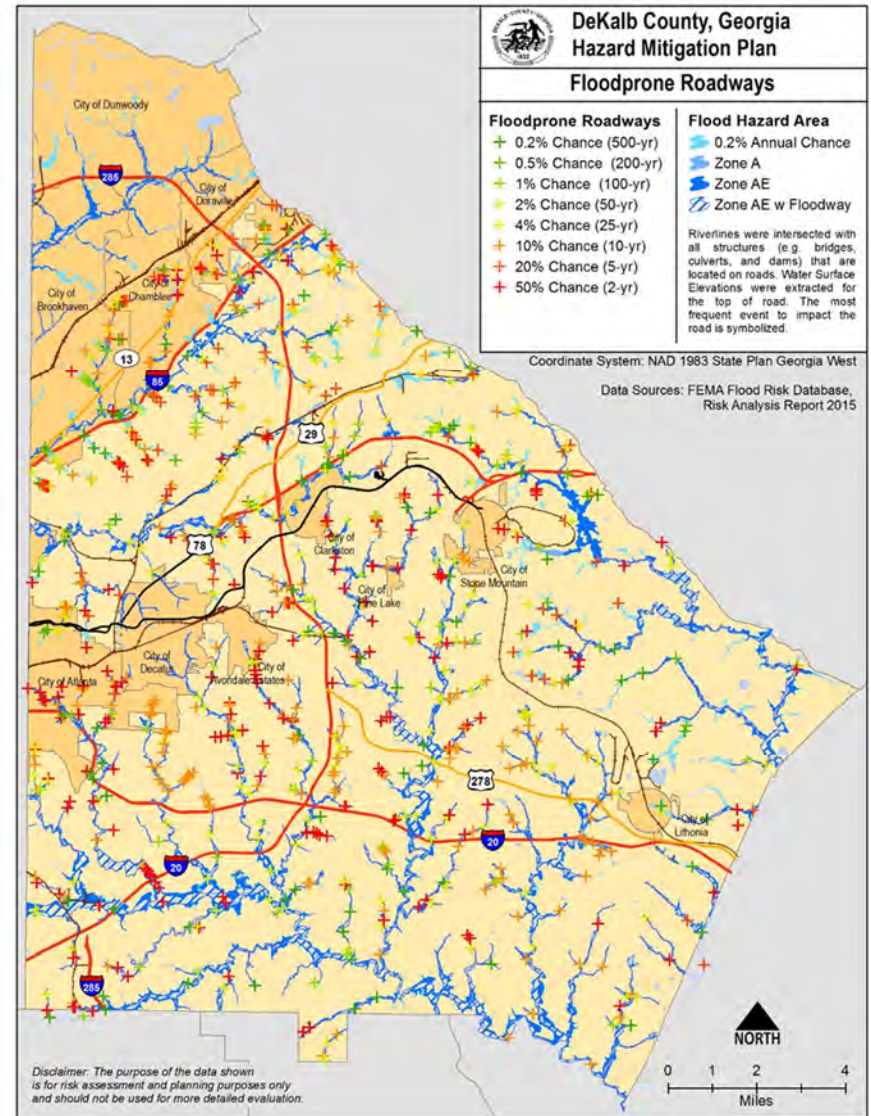 DeKalb County, Georgia
Hazard Mitigation Plan
Floodprone Roadways
Floodprone Roadways
0.2% Chance (500-yr)
0.5% Chance (200-yr)
1% Chance (100-yr)
2% Chance (50-yr)
4% Chance (25-yr)
10% Chance (10-yr)
20% Chance (5-yr)
50% Chance (2-yr)
Flood Hazard Area
0.2% Annual Chance
Zone A
Zone AE
Zone AE w Floodway
Riverlines were intersected with
all structures (e.g. bridges,
culverts, and dams) that are
located on roads. Water Surface
Elevations were extracted for
the top of road. The most
frequent event to impact the
road is symbolized.
Coordinate System: NAD 1983 State Plan Georgia West
Data Sources: FEMA Flood Risk Database,
Risk Analysis Report 2015
City of Dunwoody
285
City of
Doraville
City of
Brookhaven
City of
Chamblee
13
85
29
78
City of
Clarkston
City of
Stone Mountain
City of
Pine Lake
City of
Decatur
City of
Avondale Estates
City of Atlanta
278
City of
Lithonia
20
20
285
NORTH
0 1 2 4
Miles
Disclaimer: The purpose of the data shown
is for risk assessment and planning purposes only
and should not be used for more detailed evaluation.